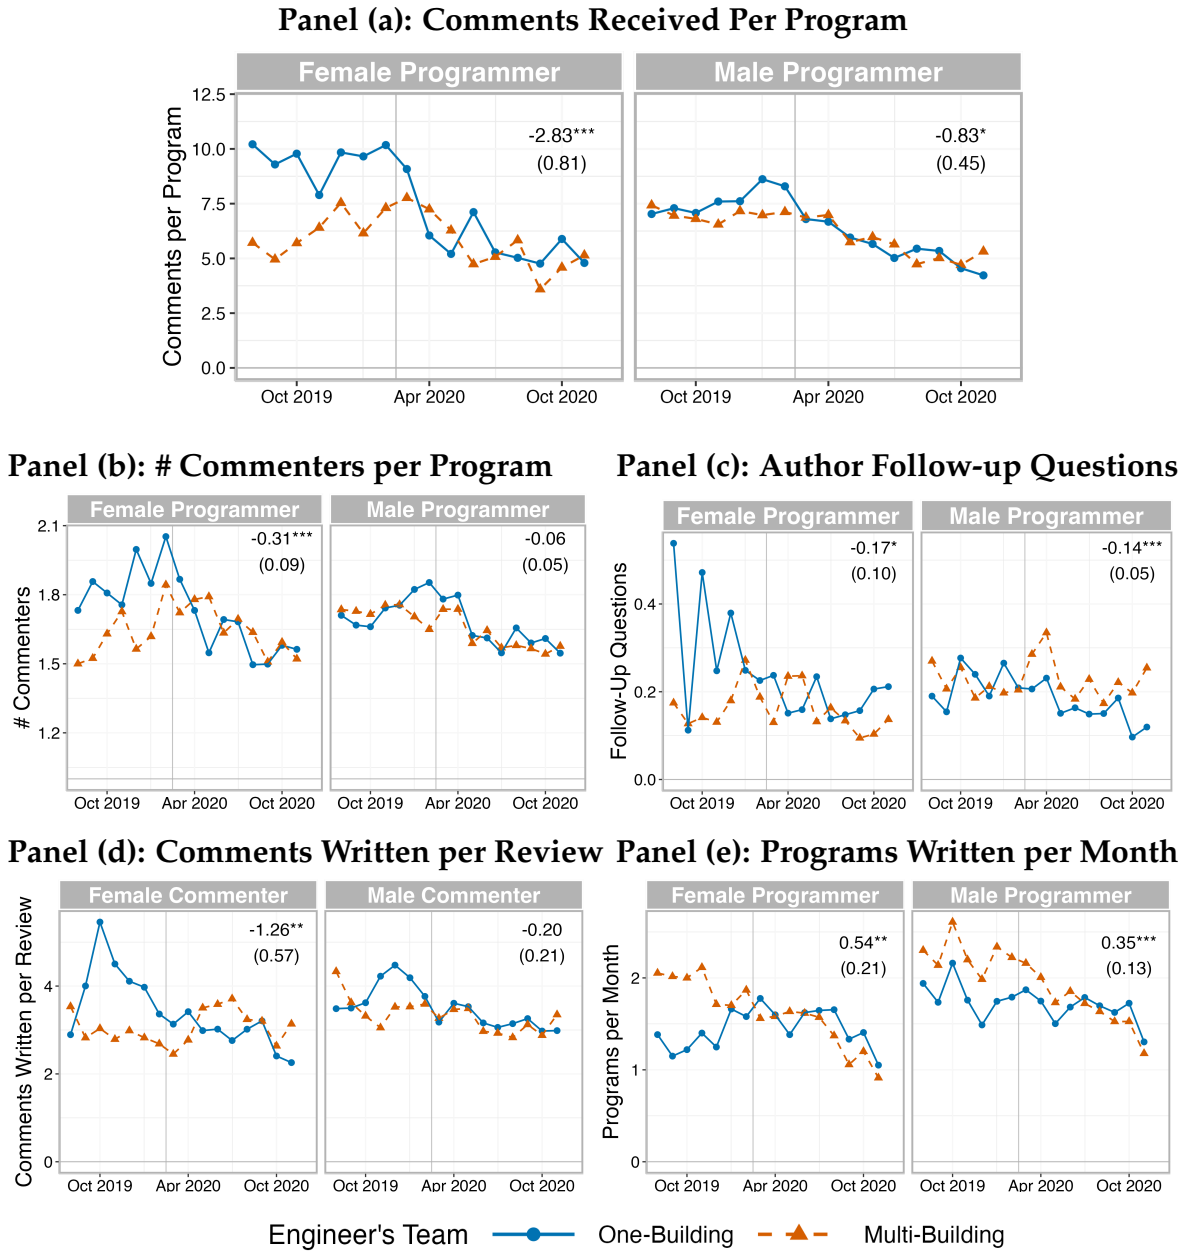 Panel (a): Comments Received Per Program
Female Programmer
Male Programmer
Comments per Program
12.5
10.0
7.5
5.0
2.5
0.0
-2.83***
(0.81)
-0.83*
(0.45)
Oct 2019
Apr 2020
Oct 2020
Oct 2019
Apr 2020
Oct 2020
Panel (b): # Commenters per Program
Female Programmer
Male Programmer
# Commenters
2.1
1.8
1.5
1.2
-0.31***
(0.09)
-0.06
(0.05)
Oct 2019
Apr 2020
Oct 2020
Oct 2019
Apr 2020
Oct 2020
Panel (c): Author Follow-up Questions
Female Programmer
Male Programmer
Follow-Up Questions
0.4
0.2
0.0
-0.17*
(0.10)
-0.14***
(0.05)
Oct 2019
Apr 2020
Oct 2020
Oct 2019
Apr 2020
Oct 2020
Panel (d): Comments Written per Review
Female Commenter
Male Commenter
Comments Written per Review
4
2
0
-1.26**
(0.57)
-0.20
(0.21)
Oct 2019
Apr 2020
Oct 2020
Oct 2019
Apr 2020
Oct 2020
Panel (e): Programs Written per Month
Female Programmer
Male Programmer
Programs per Month
2
1
0
0.54**
(0.21)
0.35***
(0.13)
Oct 2019
Apr 2020
Oct 2020
Oct 2019
Apr 2020
Oct 2020
Engineer's Team
One-Building
Multi-Building